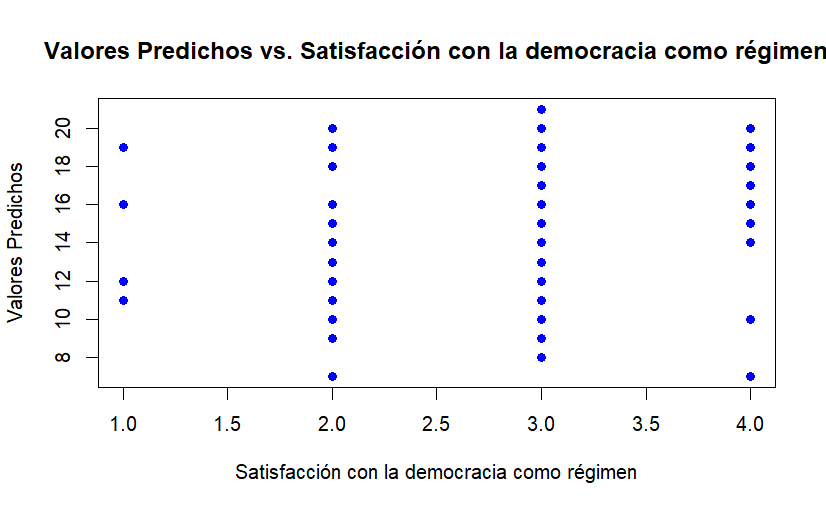 Valores Predichos vs. Satisfacción con la democracia como régimen
Valores Predichos
20
18
16
14
12
10
8
1.0 1.5 2.0 2.5 3.0 3.5 4.0
Satisfacción con la democracia como régimen